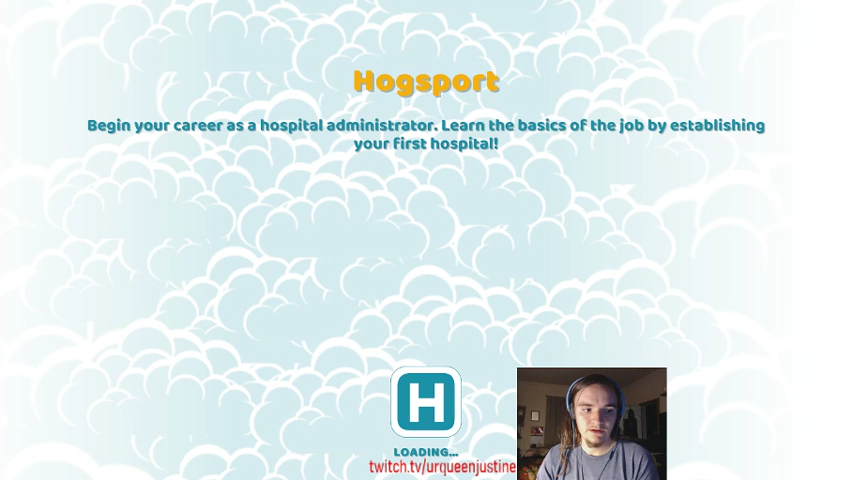 Hogsport
Begin your career as a hospital administrator. Learn the basics of the job by establishing
your first hospital!
H
LOADING...
twitch.tv/urqueenjustine